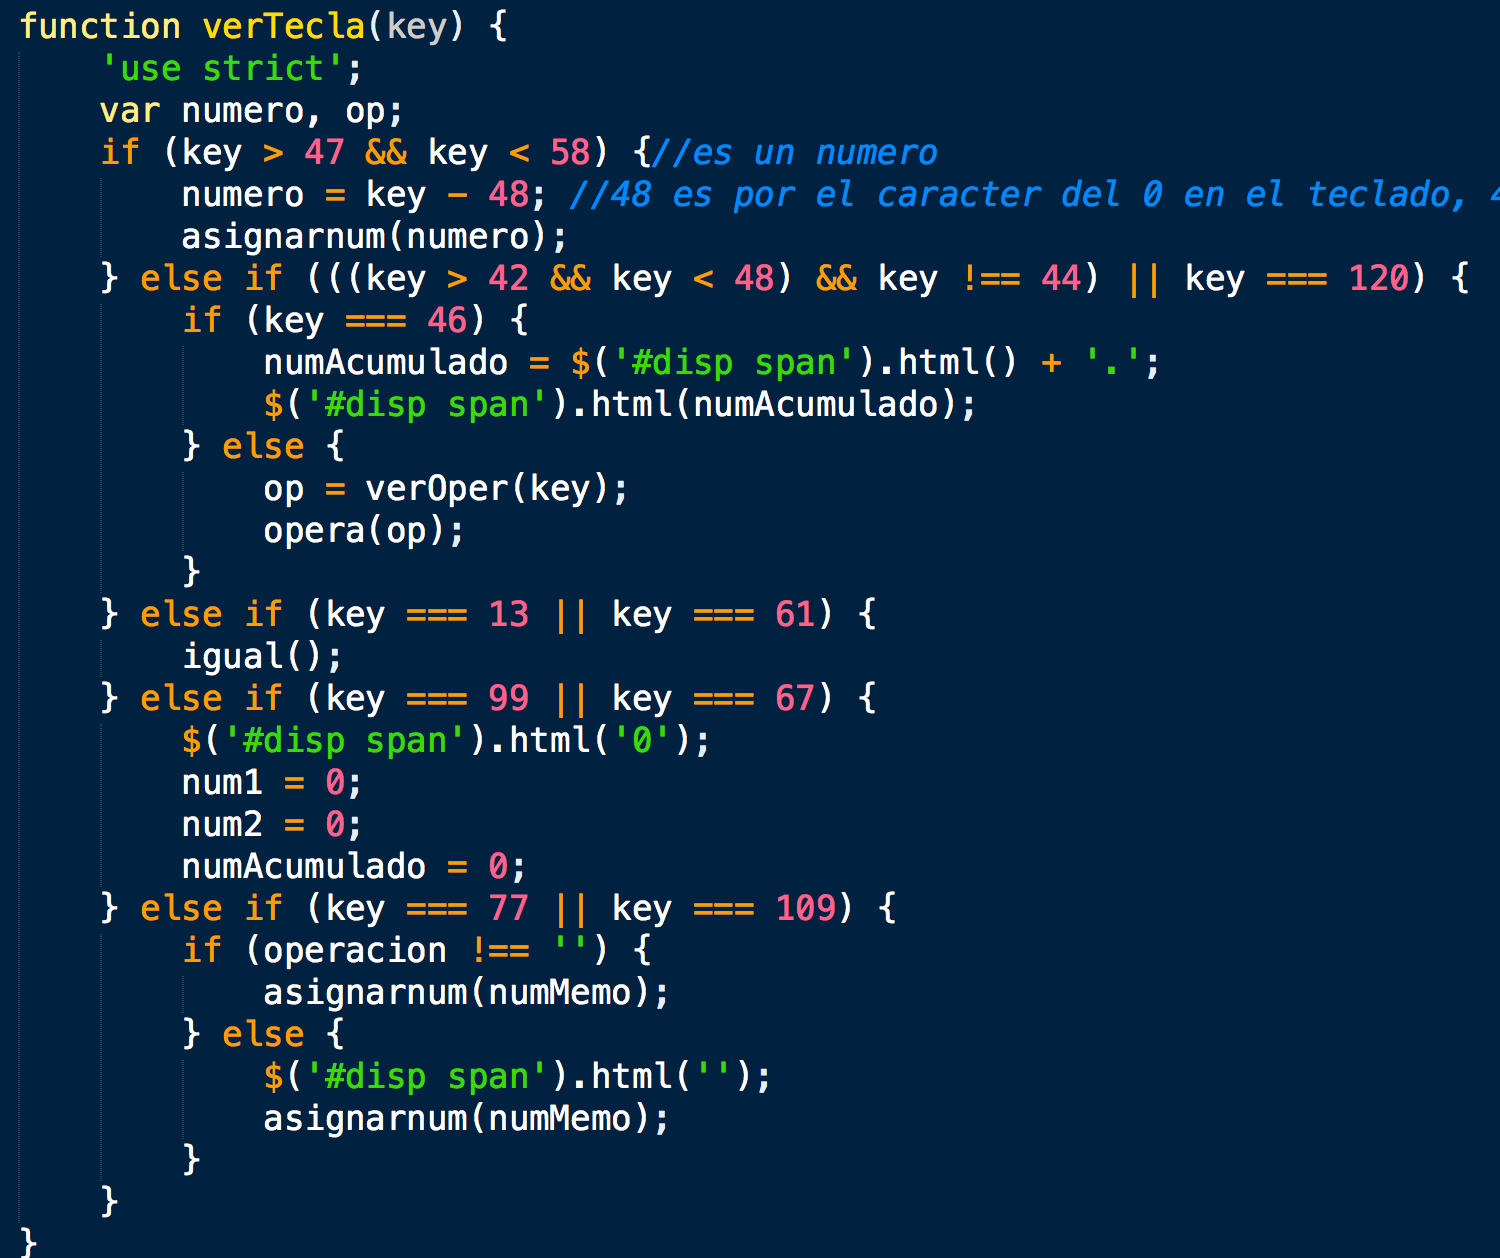 function verTecla(key) {
    'use strict';
    var numero, op;
    if (key > 47 && key < 58) {//es un numero
        numero = key - 48; //48 es por el caracter del 0 en el teclado,
        asignarnum(numero);
    } else if (((key > 42 && key < 48) && key !== 44) || key === 120) {
        if (key === 46) {
            numAcumulado = $('#disp span').html() + '.';
            $('#disp span').html(numAcumulado);
        } else {
            op = verOper(key);
            opera(op);
        }
    } else if (key === 13 || key === 61) {
        igual();
    } else if (key === 99 || key === 67) {
        $('#disp span').html('0');
        num1 = 0;
        num2 = 0;
        numAcumulado = 0;
    } else if (key === 77 || key === 109) {
        if (operacion !== '') {
            asignarnum(numMemo);
        } else {
            $('#disp span').html('');
            asignarnum(numMemo);
        }
    }
}